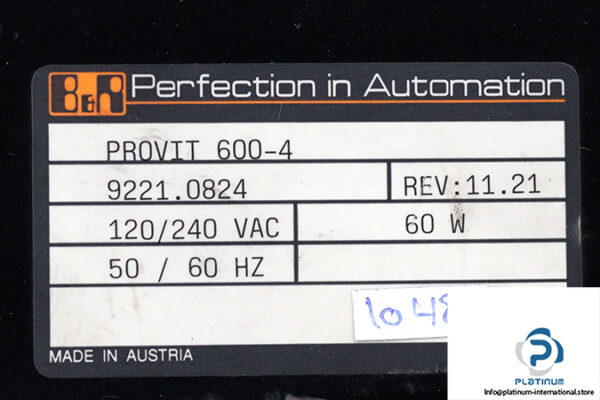 B&R Perfection in Automation
PROVIT 600-4
9221.0824 REV:11.21
120/240 VAC 60 W
50 / 60 HZ
MADE IN AUSTRIA
PLATINUM
Info@platinum-international.store